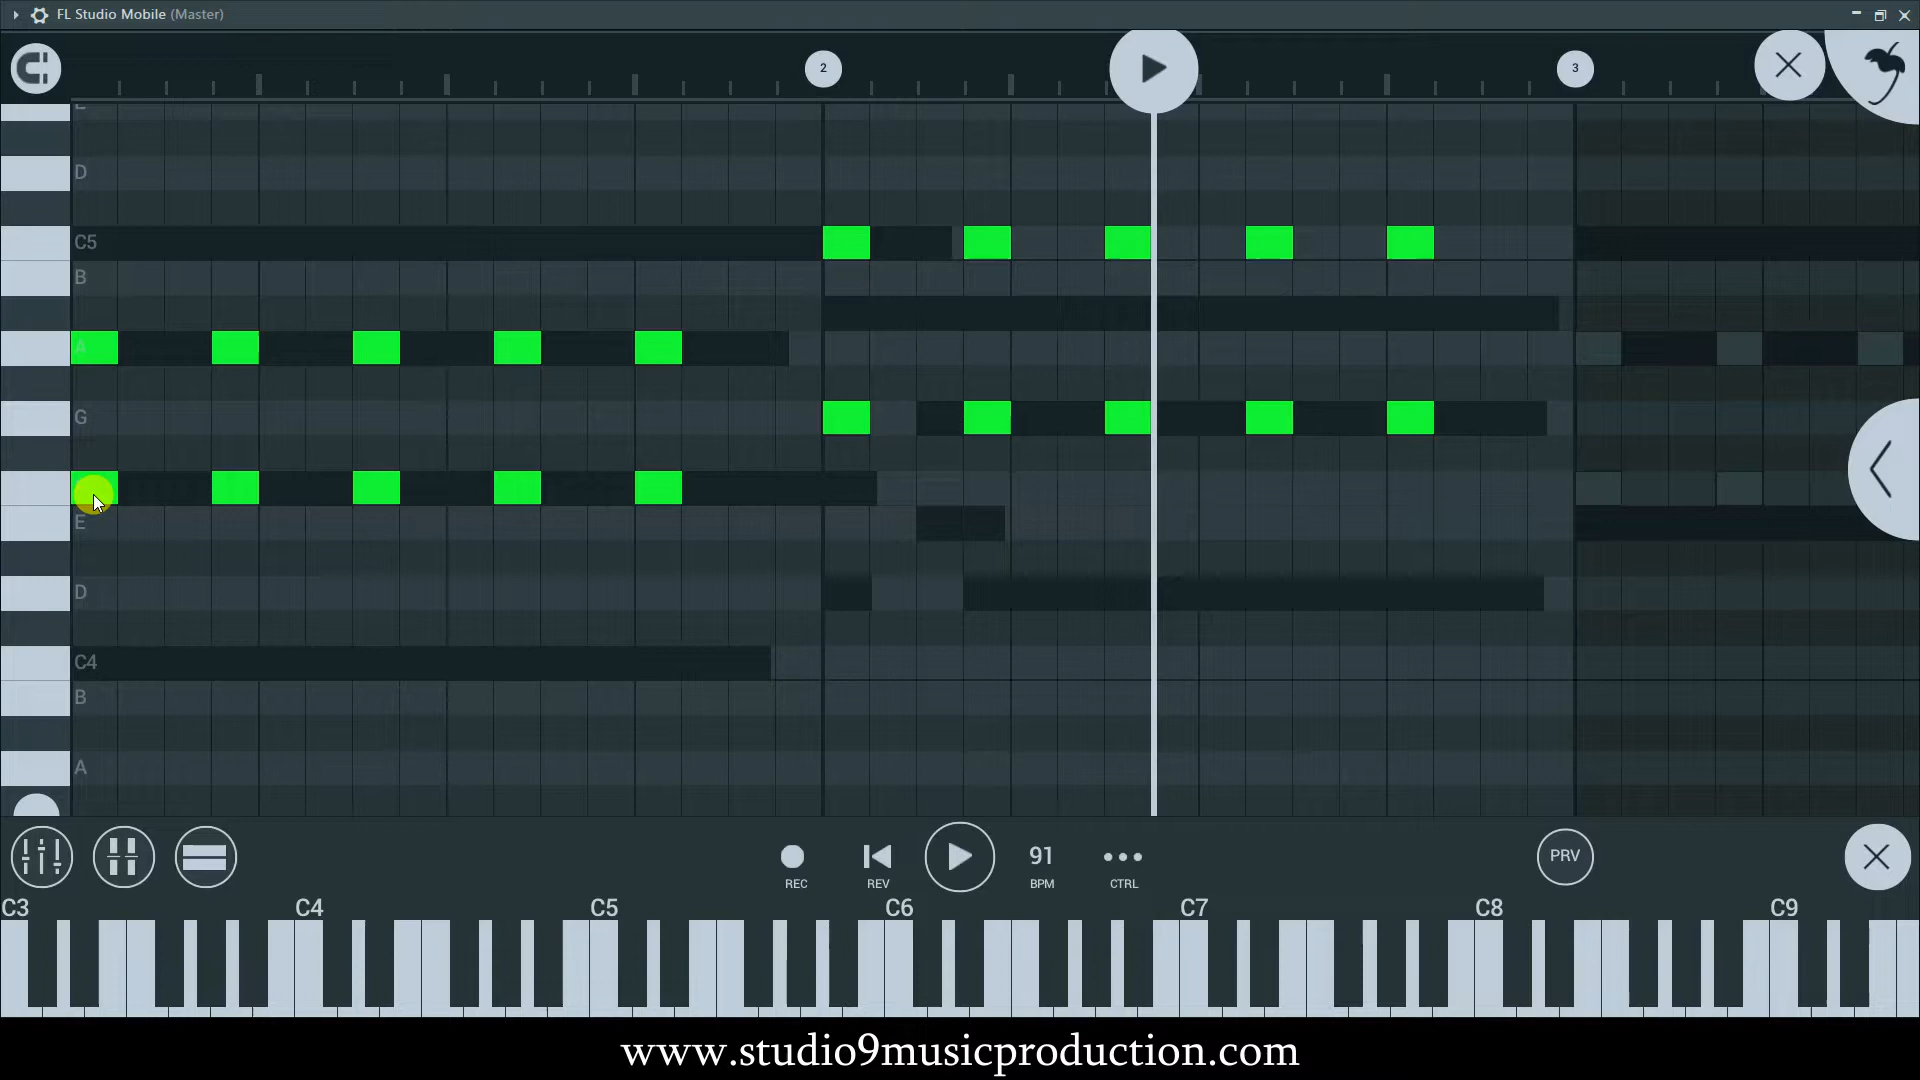 FL Studio Mobile (Master)
2
3
D
C5
B
A
G
E
D
C4
B
A
REC
REV
91
BPM
CTRL
PRV
C3 C4 C5 C6 C7 C8 C9
www.studio9musicproduction.com